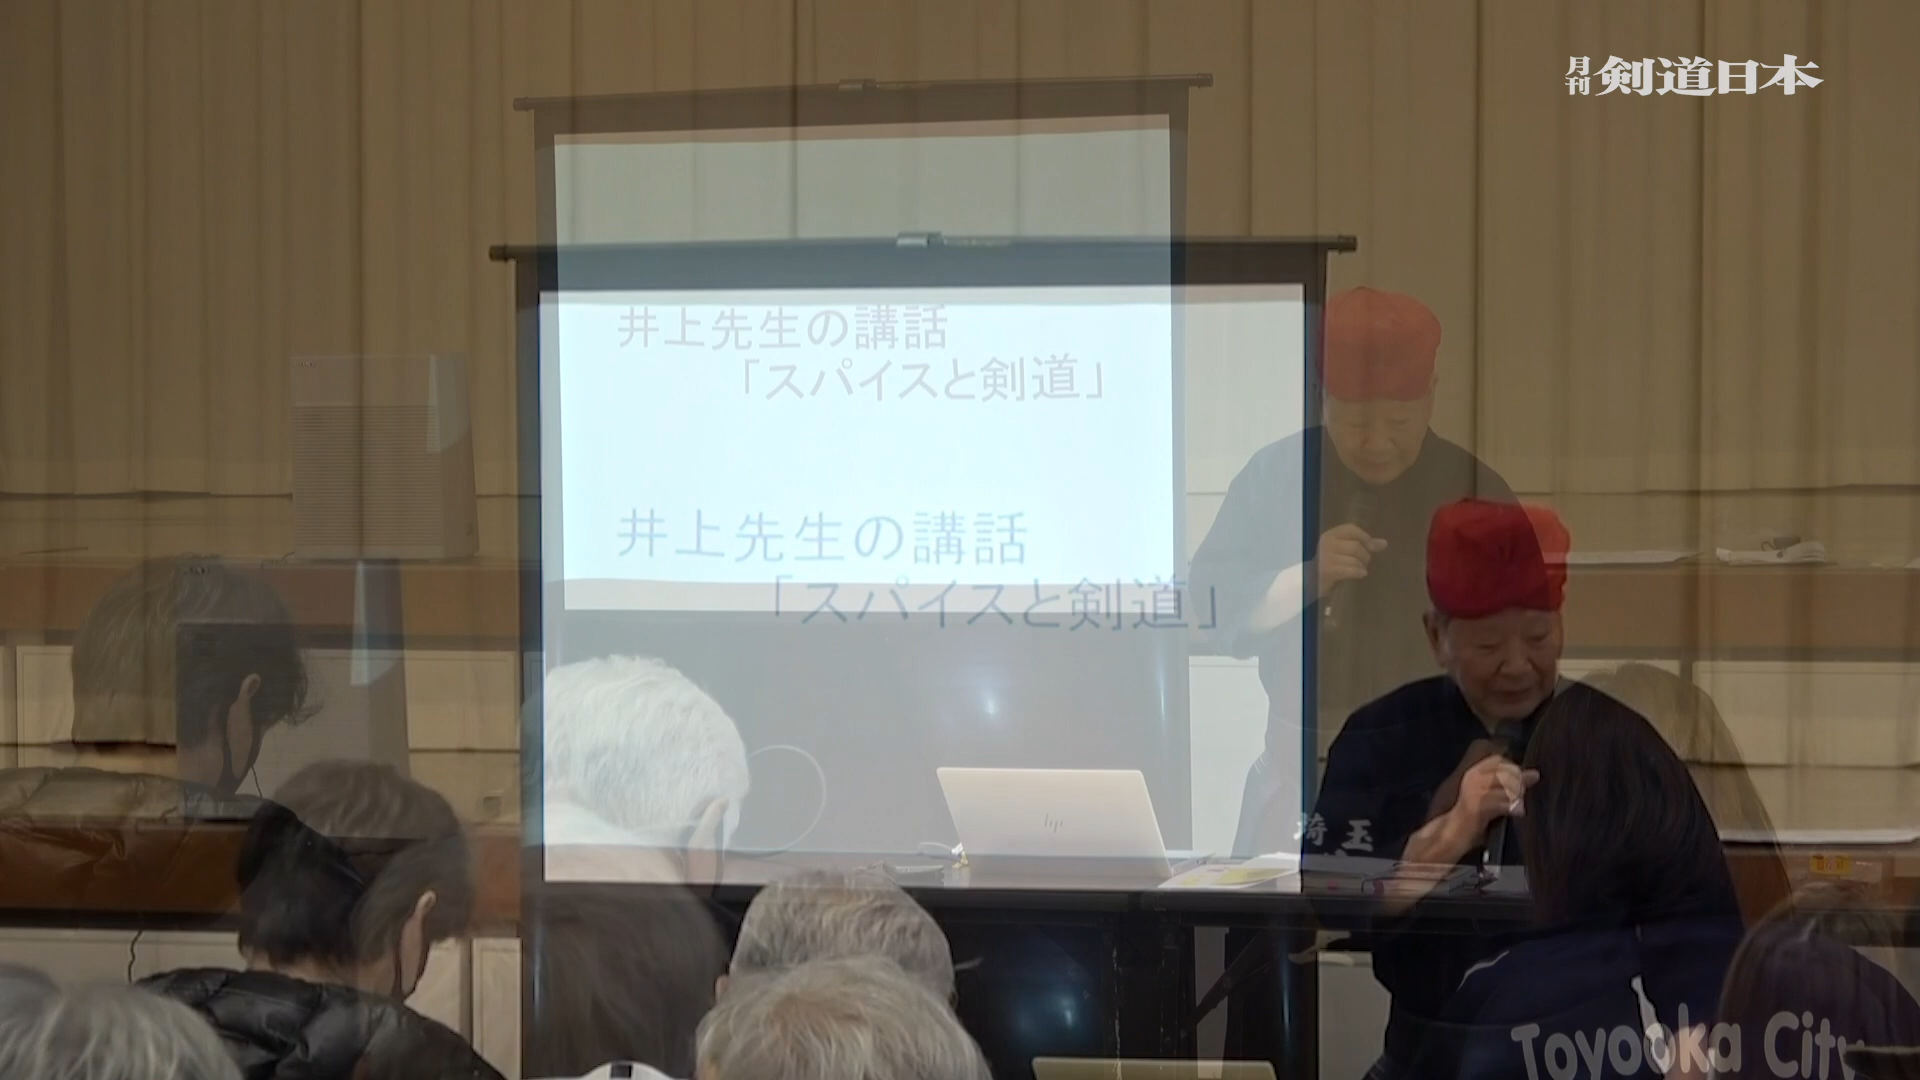 月刊 剣道日本
井上先生の講話
「スパイスと剣道」
井上先生の講話
「スパイスと剣道」
hp
埼玉
Toyooka City